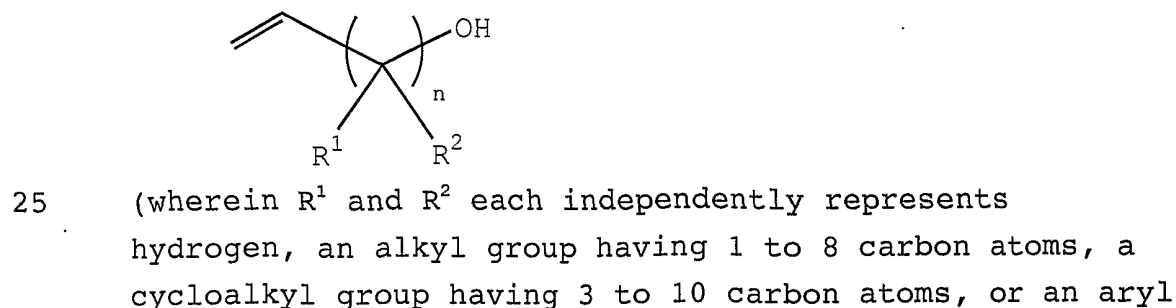 OH
n
R¹ R²
25 (wherein R¹ and R² each independently represents
hydrogen, an alkyl group having 1 to 8 carbon atoms, a
cycloalkyl group having 3 to 10 carbon atoms, or an aryl